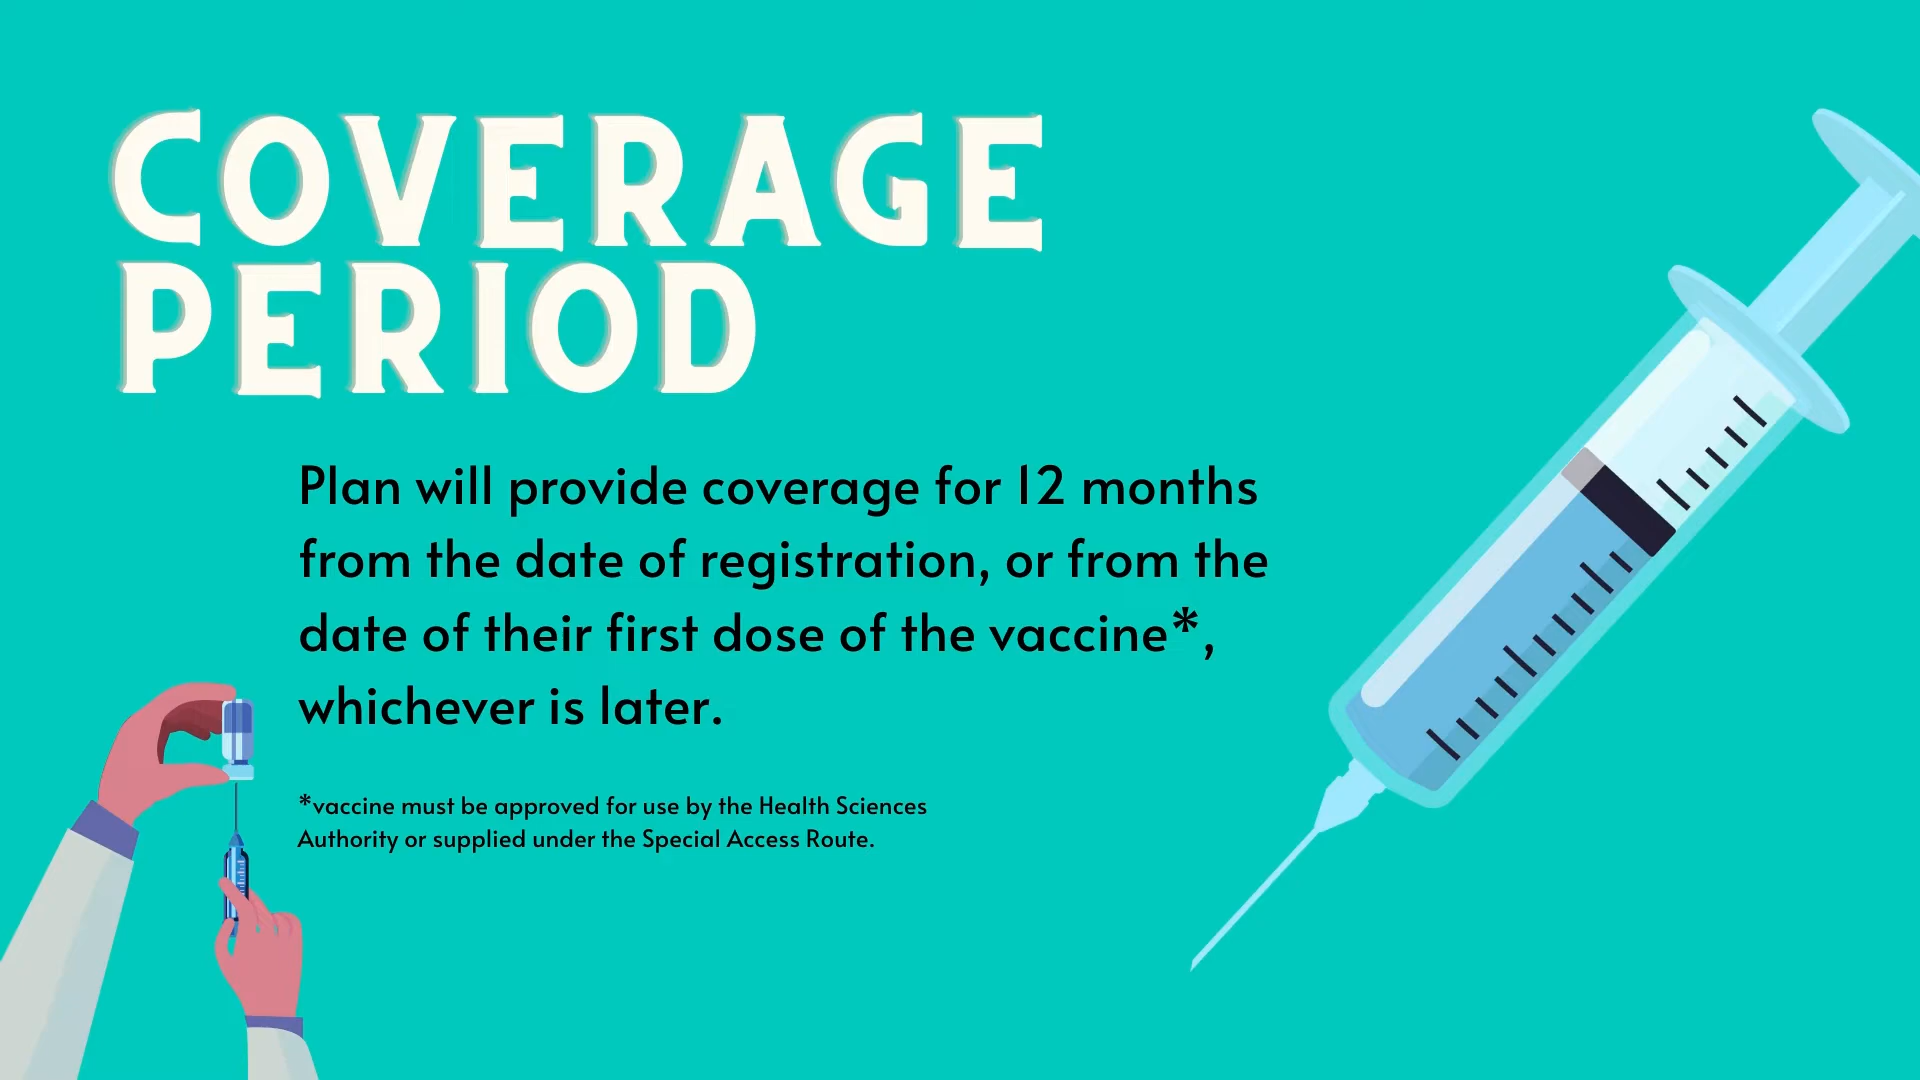 COVERAGE
PERIOD
Plan will provide coverage for 12 months
from the date of registration, or from the
date of their first dose of the vaccine*,
whichever is later.
*vaccine must be approved for use by the Health Sciences
Authority or supplied under the Special Access Route.